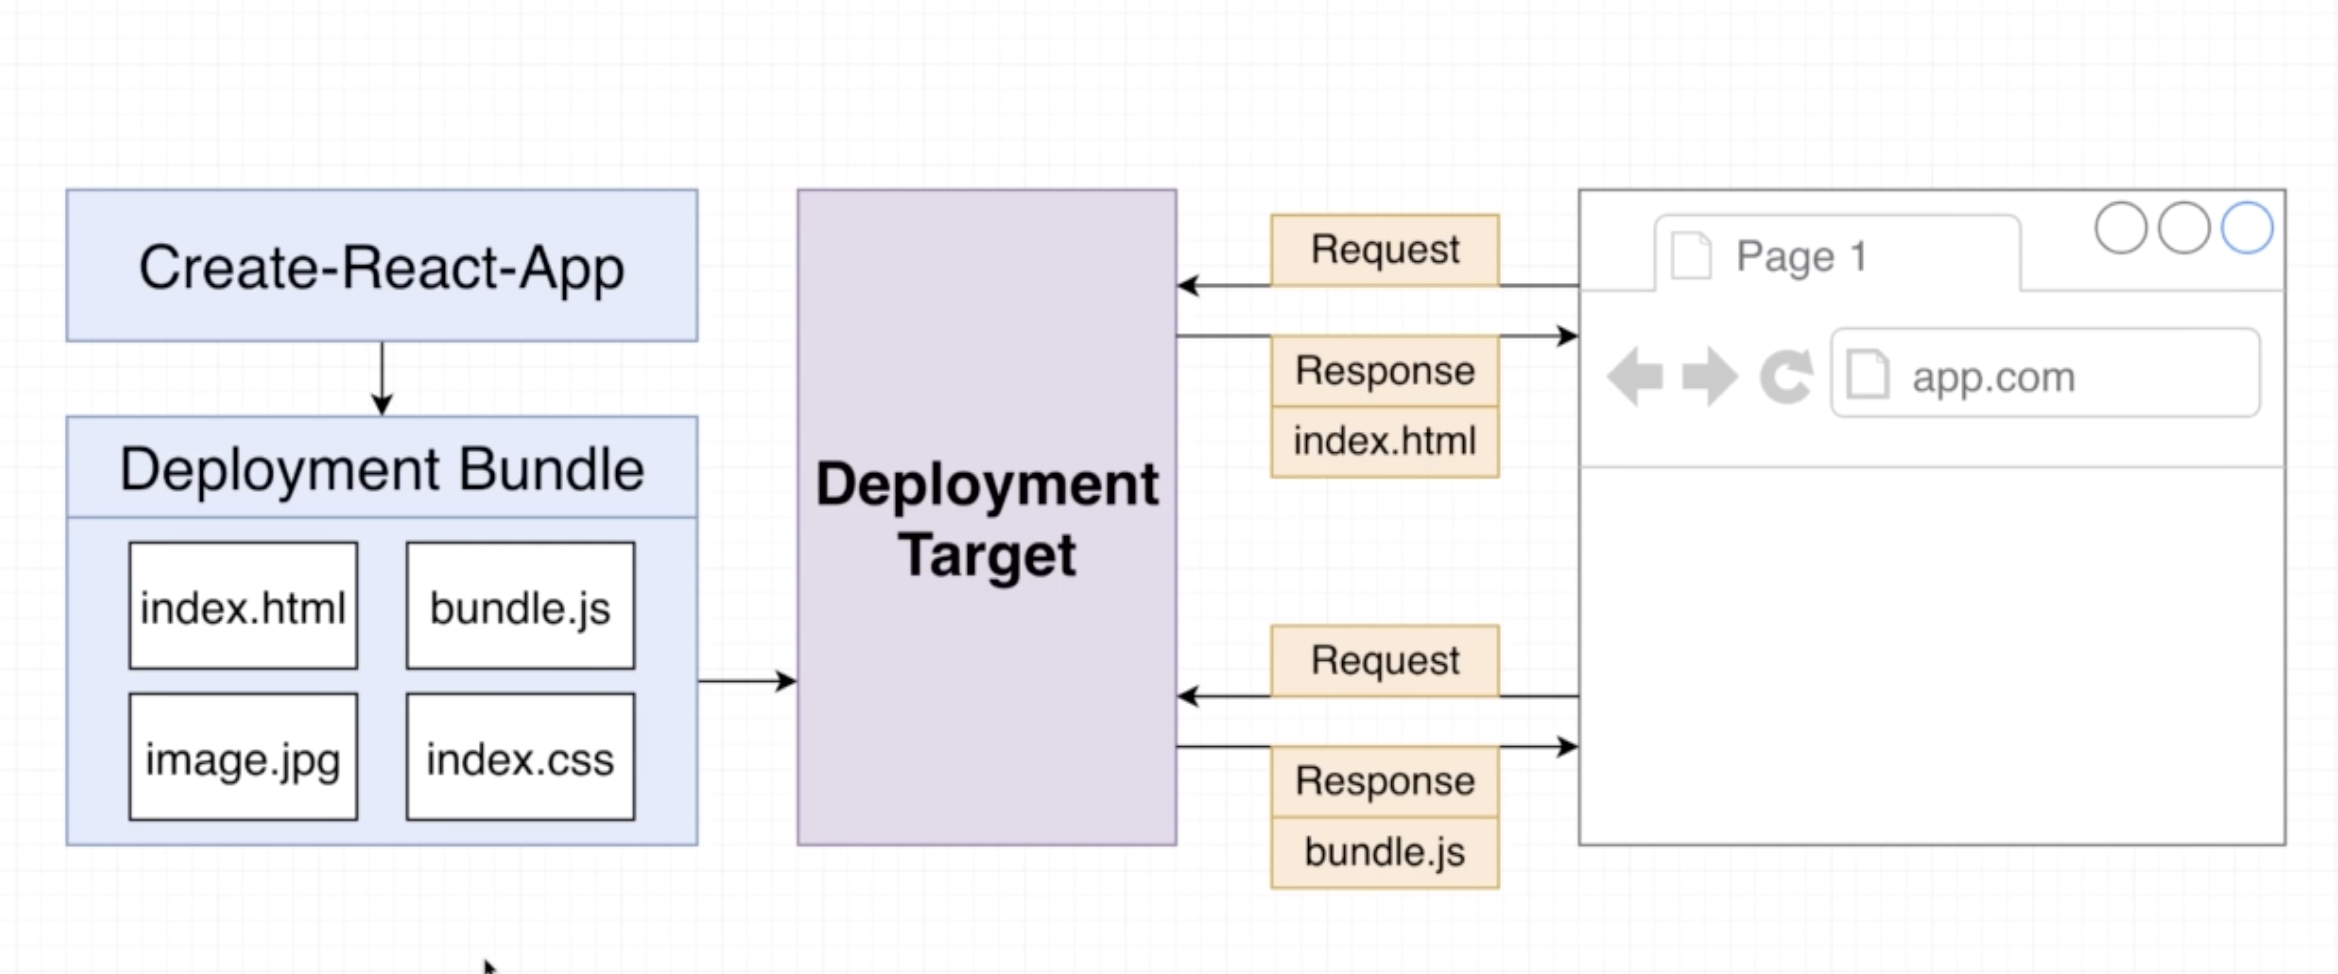 Create-React-App
Deployment Bundle
index.html
bundle.js
image.jpg
index.css
Deployment
Target
Request
Response
index.html
Request
Response
bundle.js
Page 1
app.com